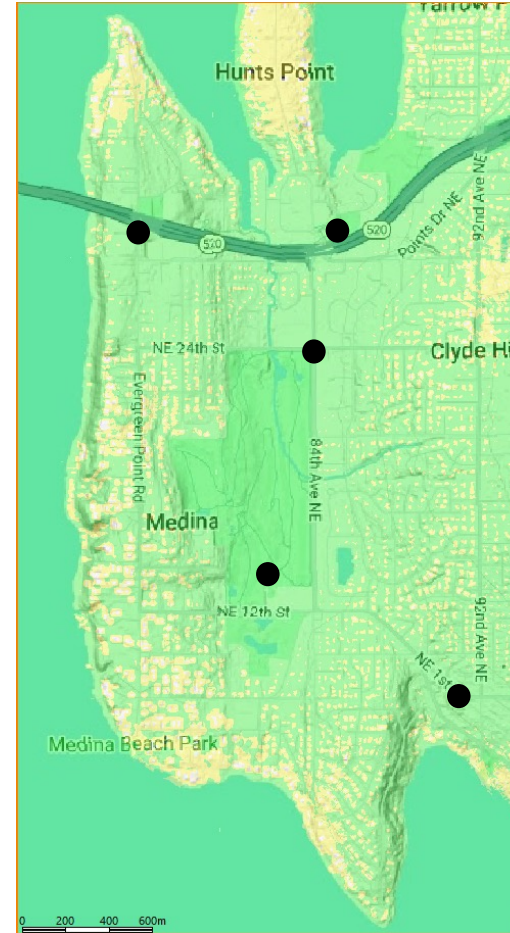 Yarrow P
Hunts Point
92nd Ave NE
520
520
Points Dr NE
NE 24th St
Clyde Hi
Evergreen Point Rd
84th Ave NE
Medina
NE 12th St
92nd Ave NE
NE 1st
Medina Beach Park
0 200 400 600m